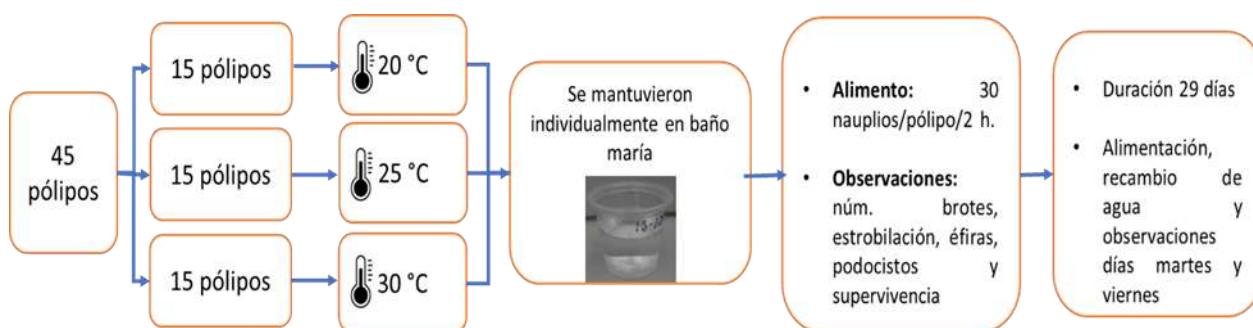 45
pólipos
15 pólipos
20 °C
15 pólipos
25 °C
15 pólipos
30 °C
Se mantuvieron
individualmente en baño
maría
• Alimento: 30
nauplios/pólipo/2 h.
• Observaciones:
núm. brotes,
estrobilación, éfiras,
podocistos y
supervivencia
• Duración 29 días
• Alimentación,
recambio de
agua y
observaciones
días martes y
viernes